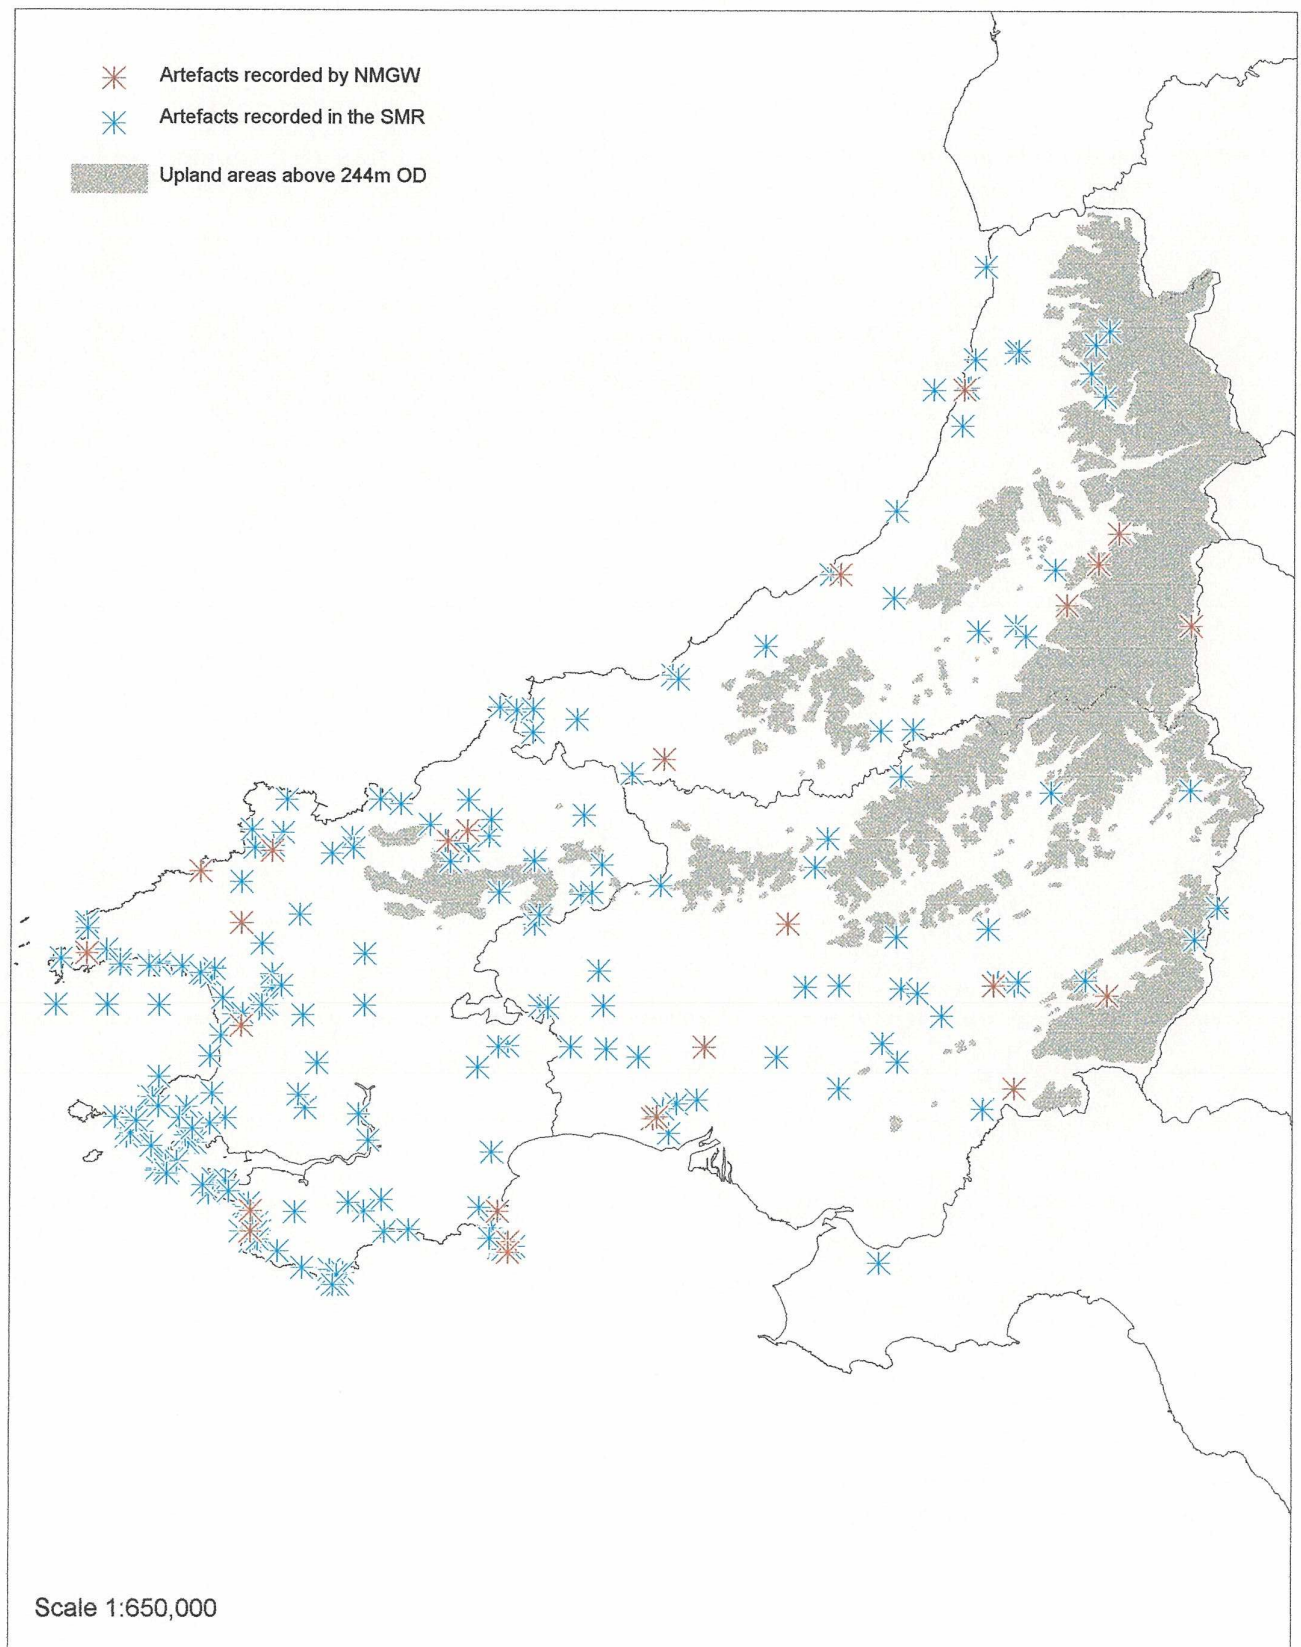 Artefacts recorded by NMGW
Artefacts recorded in the SMR
Upland areas above 244m OD
Scale 1:650,000